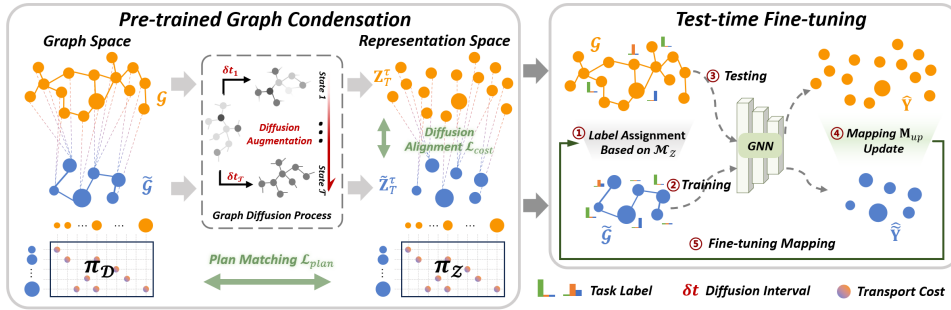 Pre-trained Graph Condensation
Graph Space
Representation Space
δt₁
State 1
Diffusion
Augmentation
δt_𝒯
State 𝒯
Graph Diffusion Process
𝒢
𝒢̃
Z_T^τ
Z̃_T^τ
Diffusion
Alignment ℒ_cost
π_𝒟
Plan Matching ℒ_plan
π_𝒵
Test-time Fine-tuning
𝒢
③ Testing
Ŷ
① Label Assignment
Based on ℳ_𝒵
GNN
④ Mapping M_up
Update
② Training
𝒢̃
Ỹ̂
⑤ Fine-tuning Mapping
Task Label
δt Diffusion Interval
Transport Cost